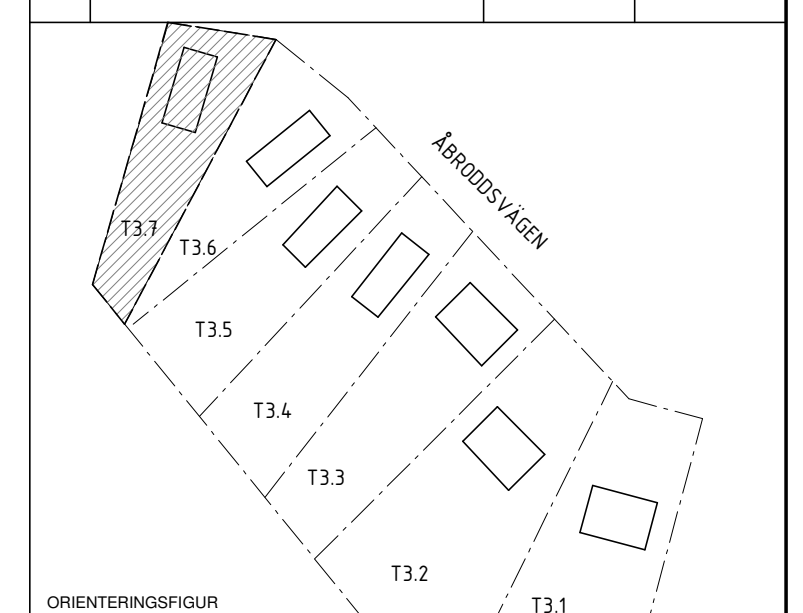 ÅBRODDSVÄGEN
T3.7
T3.6
T3.5
T3.4
T3.3
T3.2
T3.1
ORIENTERINGSFIGUR